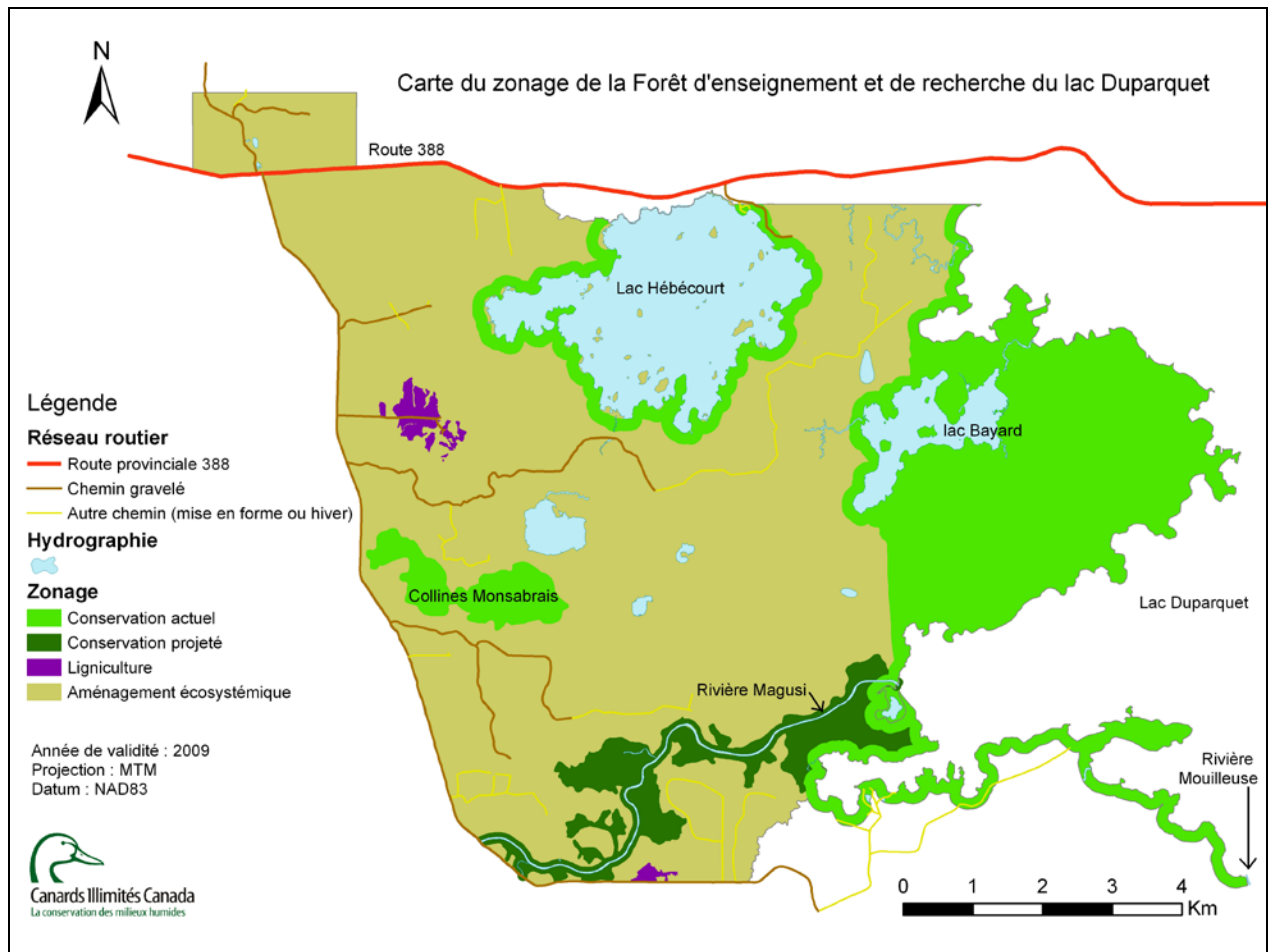 N
Carte du zonage de la Forêt d'enseignement et de recherche du lac Duparquet
Route 388
Lac Hébécourt
lac Bayard
Collines Monsabrais
Lac Duparquet
Rivière Magusi
Rivière
Mouilleuse
Légende
Réseau routier
Route provinciale 388
Chemin gravelé
Autre chemin (mise en forme ou hiver)
Hydrographie
Zonage
Conservation actuel
Conservation projeté
Ligniculture
Aménagement écosystémique
Année de validité : 2009
Projection : MTM
Datum : NAD83
Canards Illimités Canada
La conservation des milieux humides
0 1 2 3 4
Km